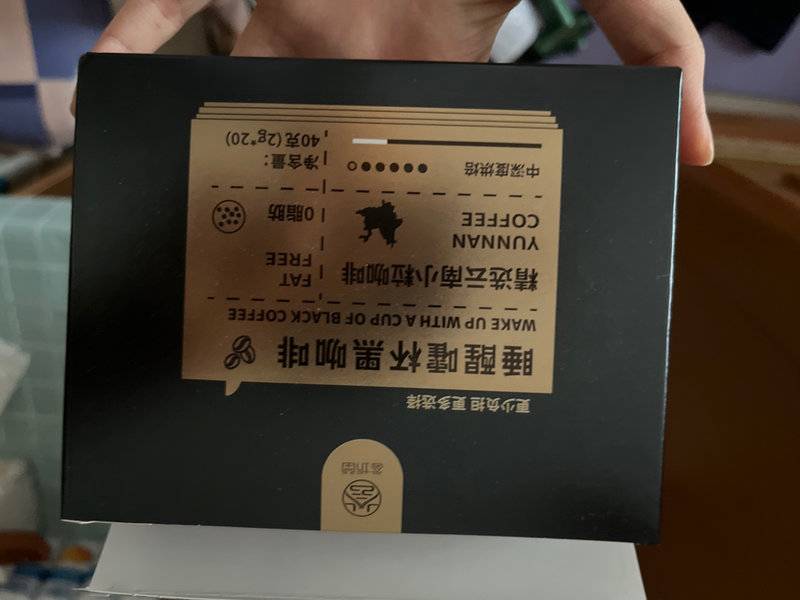 更少负担 更多选择
睡醒嚯杯黑咖啡
WAKE UP WITH A CUP OF BLACK COFFEE
精选云南小粒咖啡
YUNNAN
COFFEE
FAT
FREE
0脂肪
中深度烘焙
净含量:
40克(2g*20)